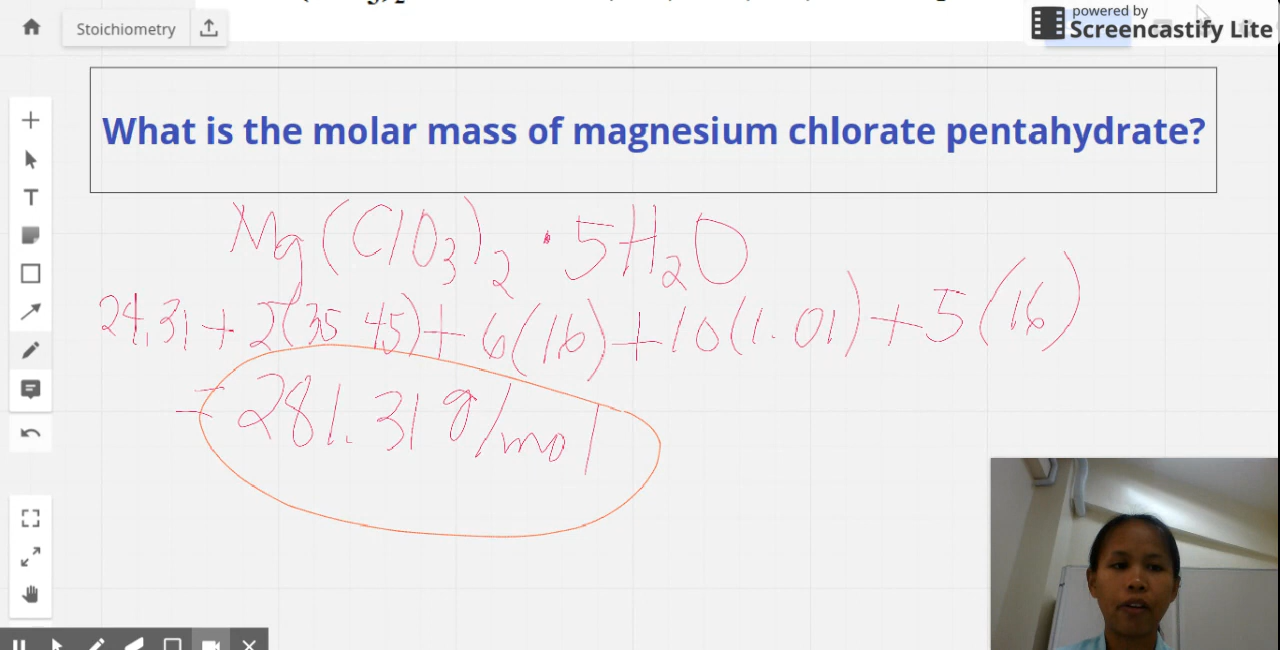 powered by
Screencastify Lite
Stoichiometry
T
What is the molar mass of magnesium chlorate pentahydrate?
Mg(ClO3)2 · 5H2O
24.31 + 2(35.45) + 6(16) + 10(1.01) + 5(16)
= 281.31 g/mol